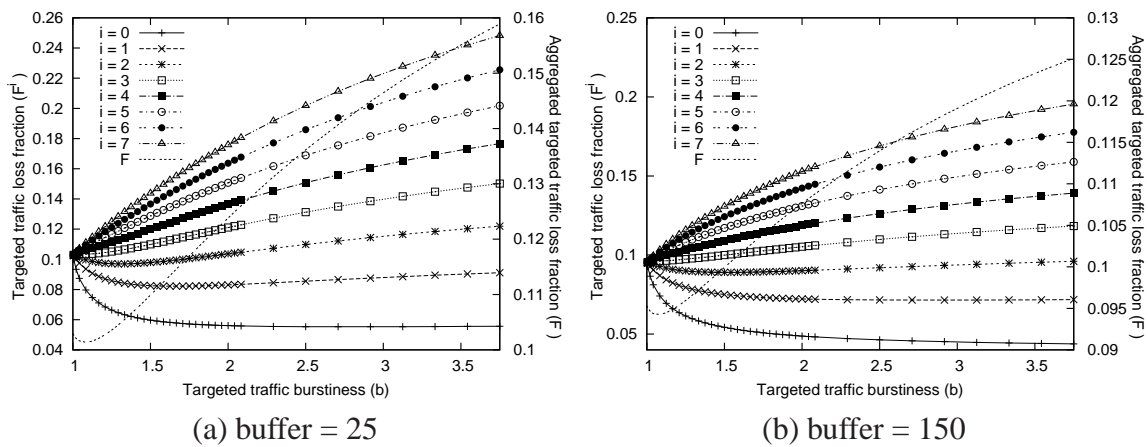 Targeted traffic loss fraction (F^i)
0.26
0.24
0.22
0.2
0.18
0.16
0.14
0.12
0.1
0.08
0.06
0.04
i = 0
i = 1
i = 2
i = 3
i = 4
i = 5
i = 6
i = 7
F
1
1.5
2
2.5
3
3.5
Targeted traffic burstiness (b)
0.16
0.15
0.14
0.13
0.12
0.11
0.1
Aggregated targeted traffic loss fraction (F )
(a) buffer = 25
Targeted traffic loss fraction (F^i)
0.25
0.2
0.15
0.1
0.05
i = 0
i = 1
i = 2
i = 3
i = 4
i = 5
i = 6
i = 7
F
1
1.5
2
2.5
3
3.5
Targeted traffic burstiness (b)
0.13
0.125
0.12
0.115
0.11
0.105
0.1
0.095
0.09
Aggregated targeted traffic loss fraction (F )
(b) buffer = 150